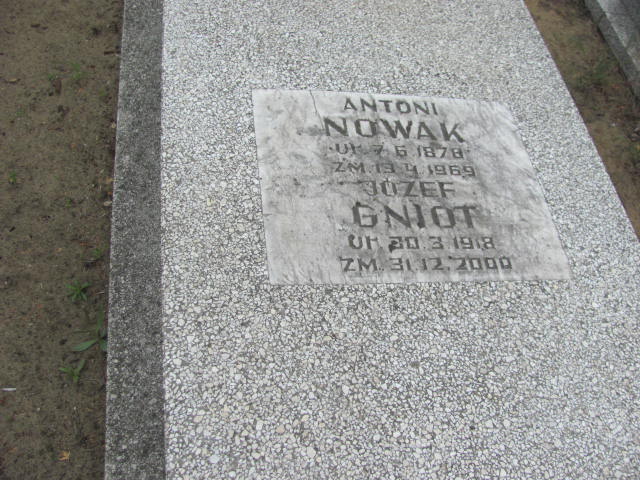 ANTONI
NOWAK
UR 7.6.1878
ZM. 13.4.1969
JÓZEF
GNIOT
UR. 30.3.1918
ZM. 31.12.2000